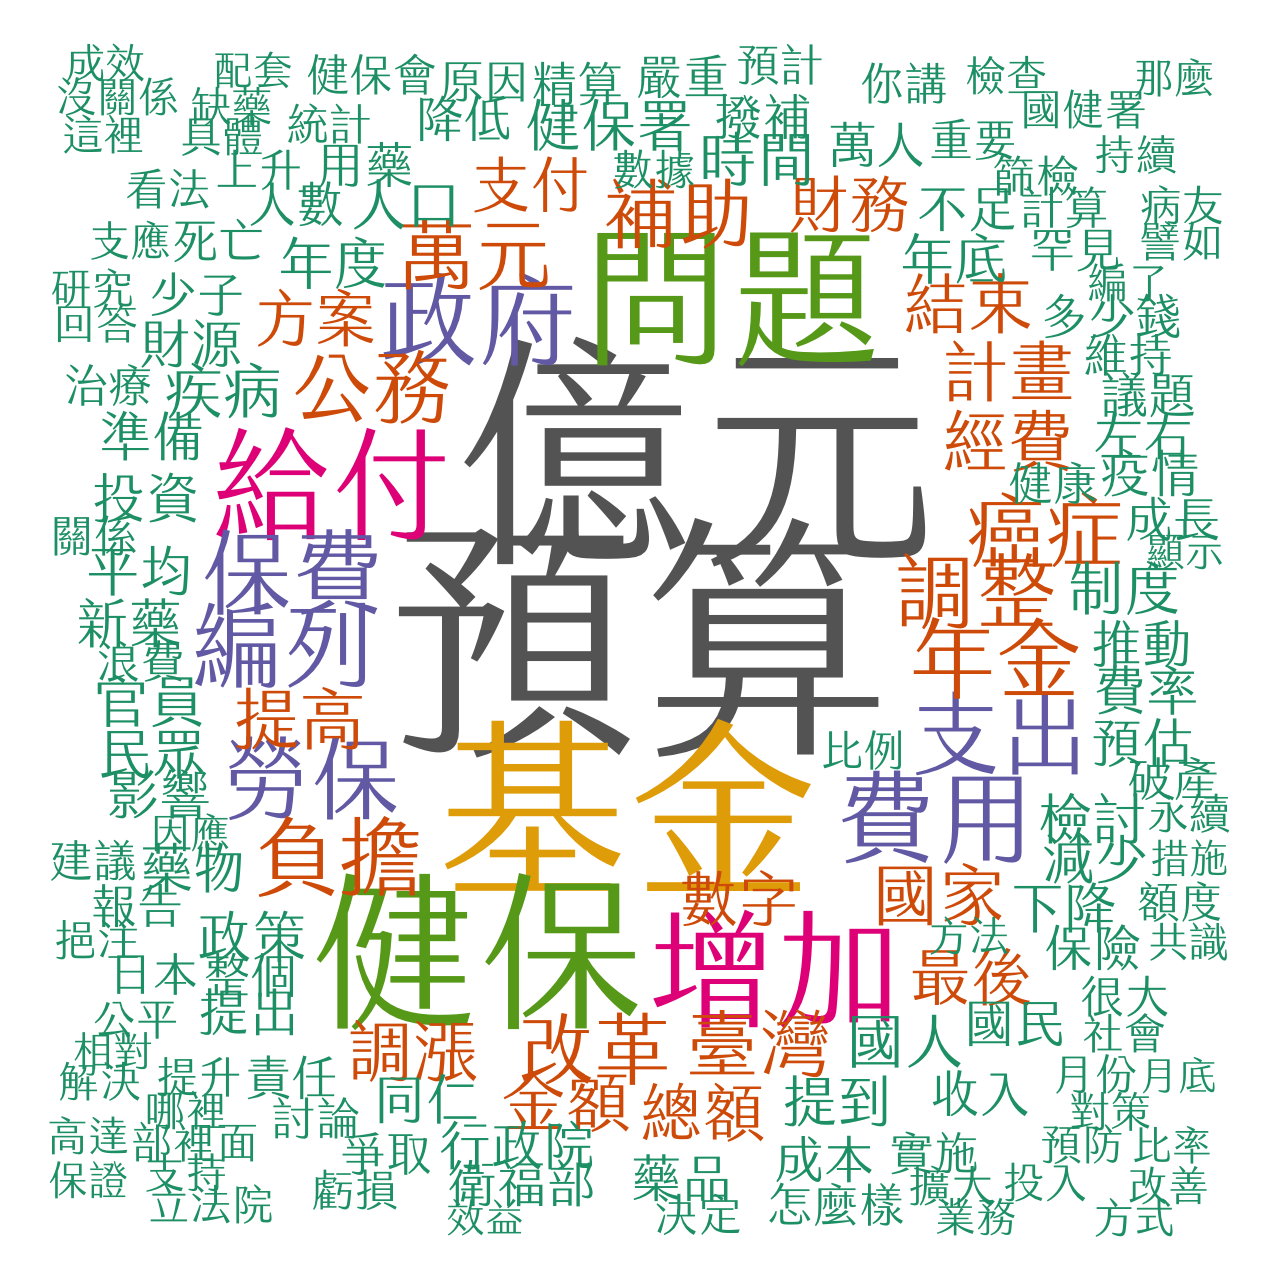 成效 配套 健保會 原因 精算 嚴重 預計 你講 檢查 那麼
沒關係 缺藥 統計 降低 健保署 撥補 萬人 重要 國健署
這裡 具體 上升 用藥 支付 數據 時間 財務 篩檢 持續
看法 人數 人口 補助 不足 計算 病友
支應 死亡 年度 萬元 問題 年底 罕見 譬如
研究 少子 方案 政府 結束 多少錢 編了
回答 財源 公務 計畫 維持
治療 疾病 億元 經費 議題
準備 給付 左右
投資 健康 疫情
關係 平均 保費 預算 癌症 成長 顯示
新藥 編列 調整 制度
浪費 年金 推動
官員 提高 支出 費率
民眾 勞保 基金 比例 預估
影響 費用 破產
因應 負擔 檢討 永續
建議 藥物 減少 措施
報告 健保 數字 國家 下降 額度
挹注 政策 增加 方法 保險 共識
日本 整個 最後
公平 提出 調漲 改革 臺灣 國人 國民 很大
相對 社會
解決 提升 責任 同仁 金額 總額 提到 收入 月份 月底
哪裡 討論 對策
高達 部裡面 爭取 行政院 成本 實施 預防 比率
保證 支持 虧損 衛福部 藥品 擴大 投入 改善
立法院 效益 決定 怎麼樣 業務 方式